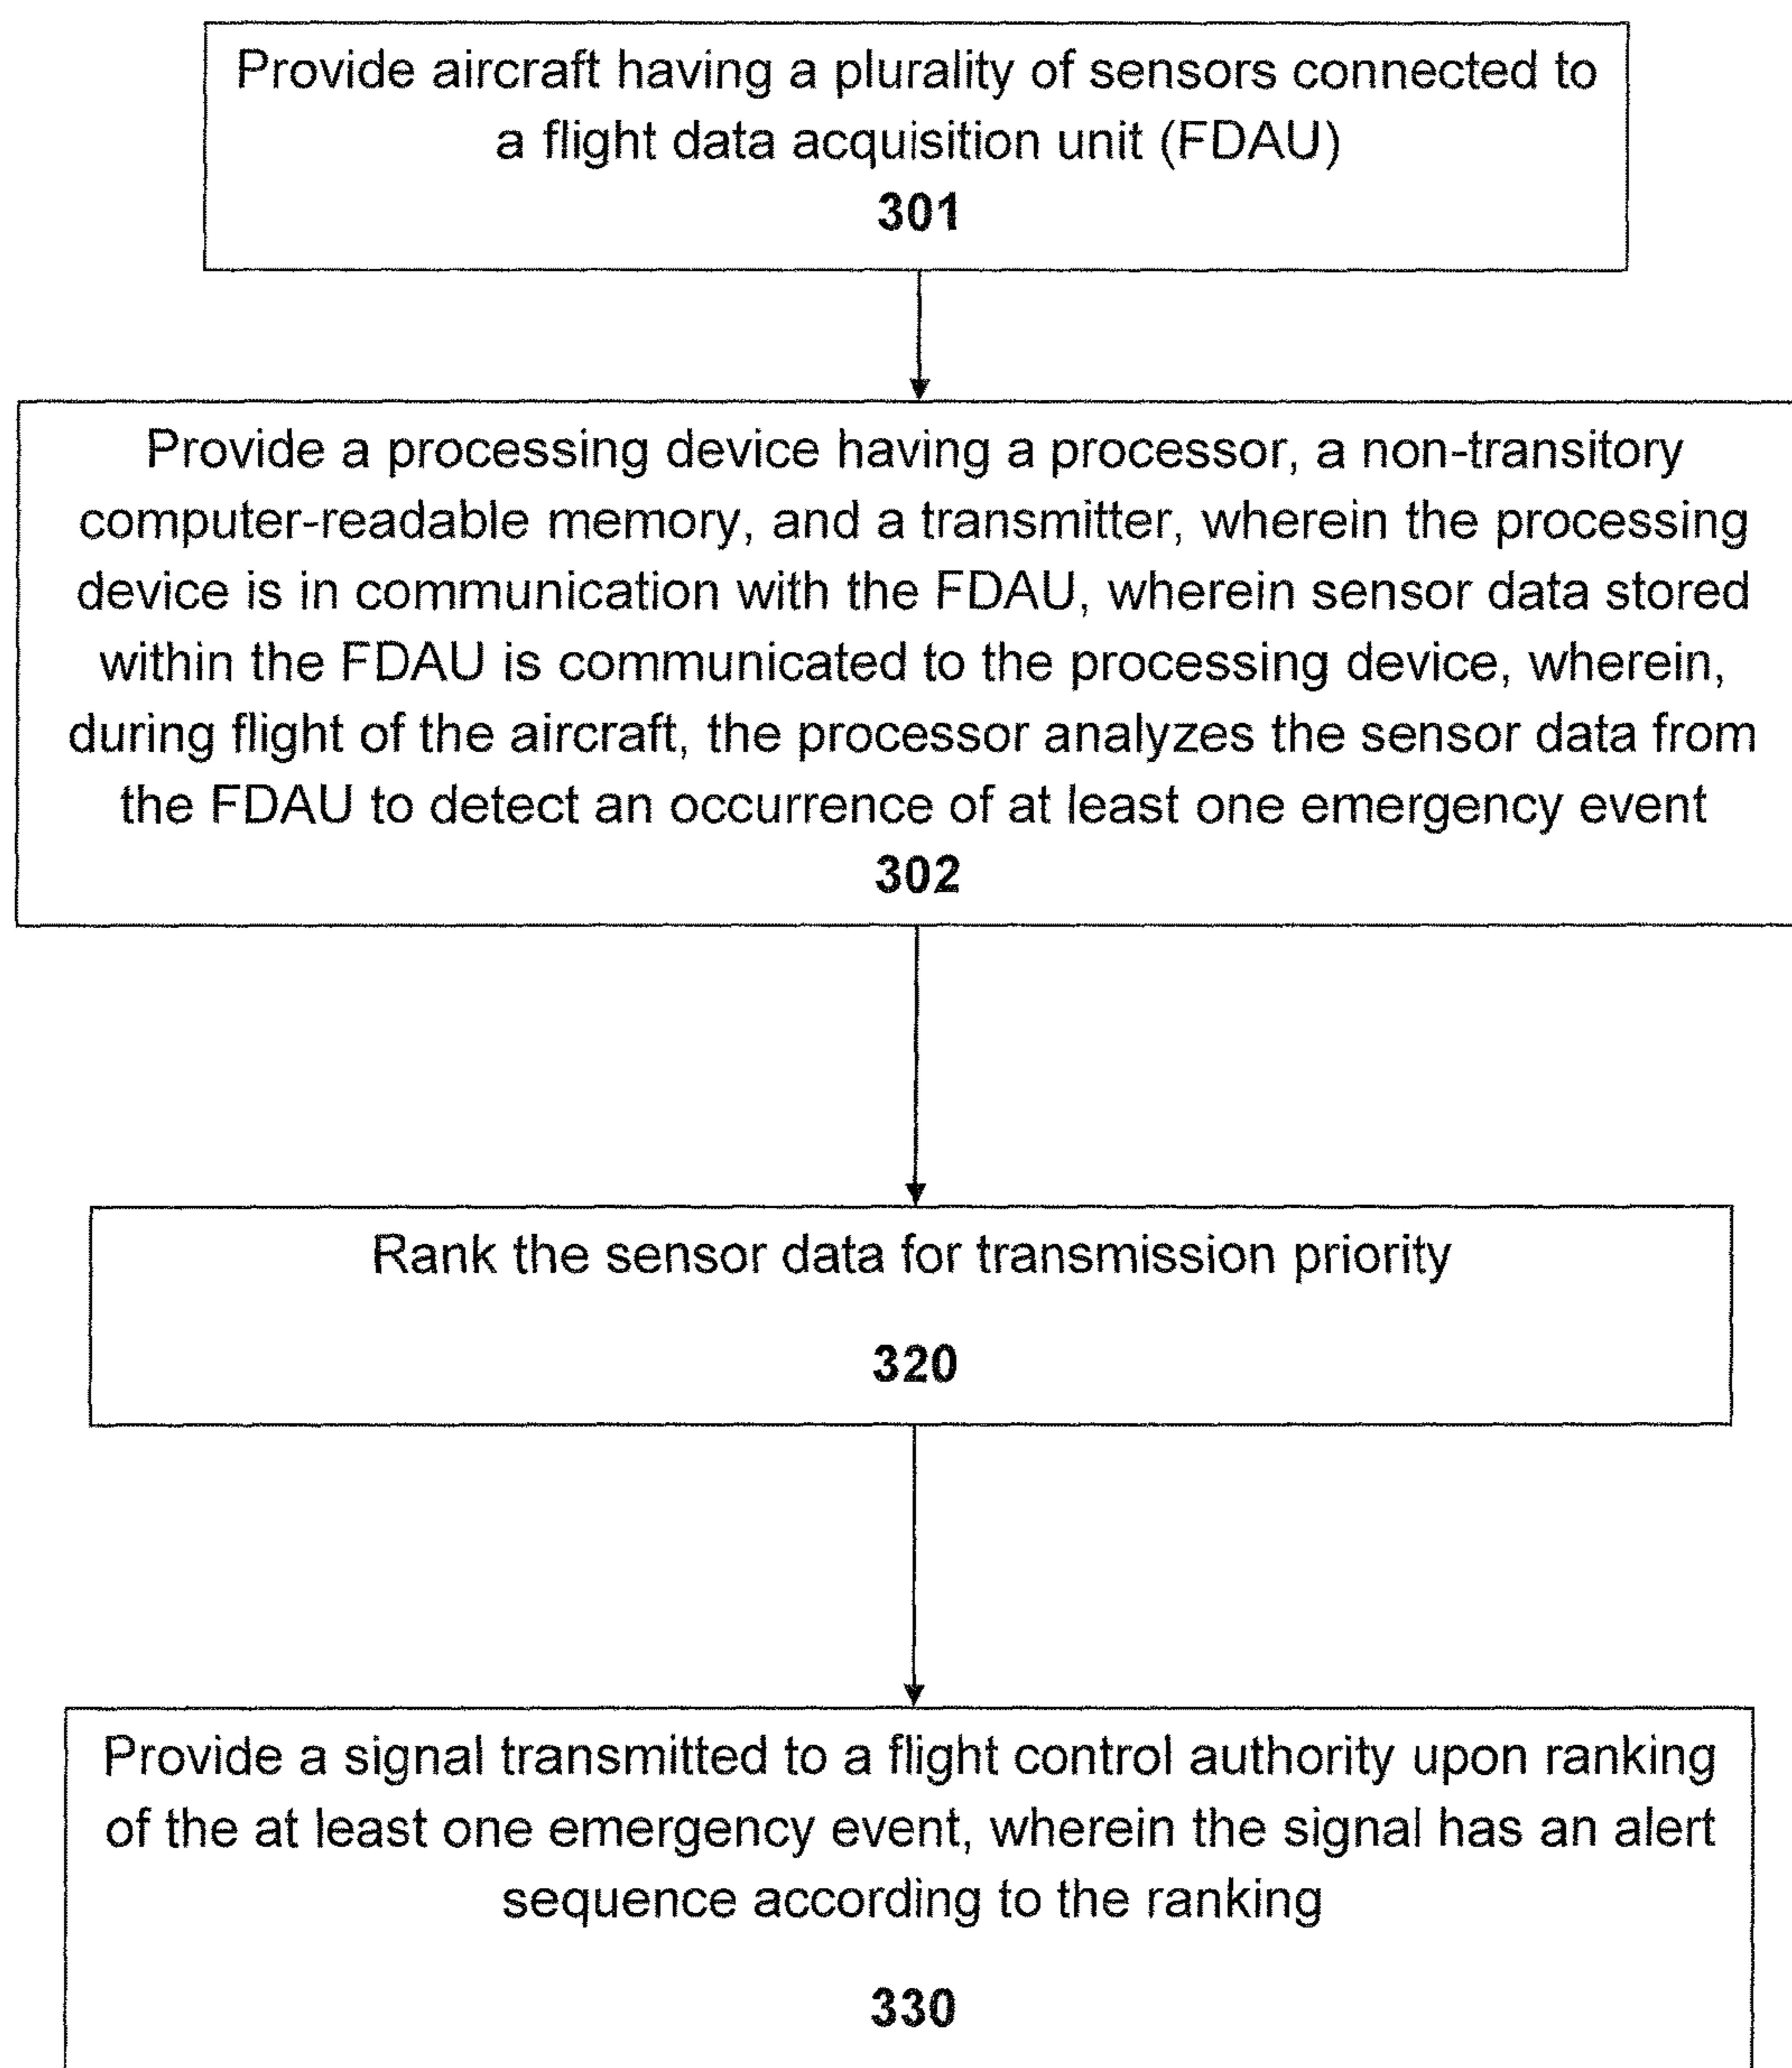 Provide aircraft having a plurality of sensors connected to
a flight data acquisition unit (FDAU)
301
Provide a processing device having a processor, a non-transitory
computer-readable memory, and a transmitter, wherein the processing
device is in communication with the FDAU, wherein sensor data stored
within the FDAU is communicated to the processing device, wherein,
during flight of the aircraft, the processor analyzes the sensor data from
the FDAU to detect an occurrence of at least one emergency event
302
Rank the sensor data for transmission priority
320
Provide a signal transmitted to a flight control authority upon ranking
of the at least one emergency event, wherein the signal has an alert
sequence according to the ranking
330